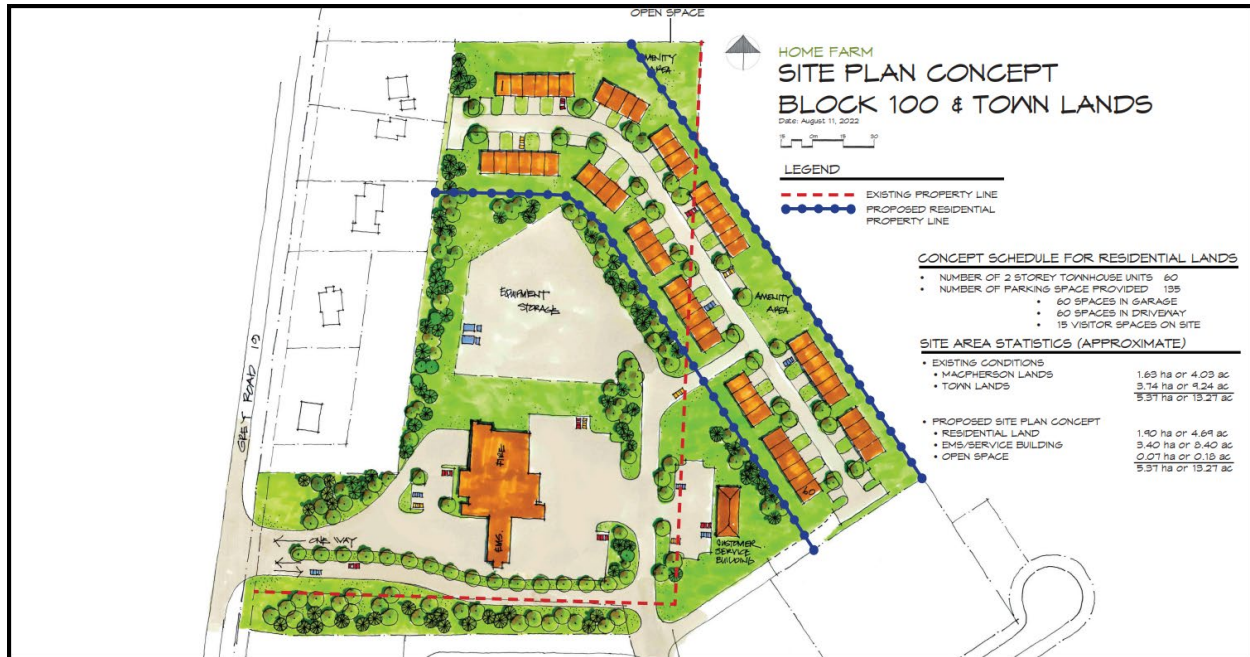 OPEN SPACE
HOME FARM
SITE PLAN CONCEPT
BLOCK 100 & TOWN LANDS
Date: August 11, 2022
15 0m 15 30
LEGEND
EXISTING PROPERTY LINE
PROPOSED RESIDENTIAL
PROPERTY LINE
CONCEPT SCHEDULE FOR RESIDENTIAL LANDS
• NUMBER OF 2 STOREY TOWNHOUSE UNITS 60
• NUMBER OF PARKING SPACE PROVIDED 135
• 60 SPACES IN GARAGE
• 60 SPACES IN DRIVEWAY
• 15 VISITOR SPACES ON SITE
SITE AREA STATISTICS (APPROXIMATE)
• EXISTING CONDITIONS
• MACPHERSON LANDS 1.63 ha or 4.03 ac
• TOWN LANDS 3.74 ha or 9.24 ac
5.37 ha or 13.27 ac
• PROPOSED SITE PLAN CONCEPT
• RESIDENTIAL LAND 1.90 ha or 4.69 ac
• EMS/SERVICE BUILDING 3.40 ha or 8.40 ac
• OPEN SPACE 0.07 ha or 0.18 ac
5.37 ha or 13.27 ac
AMENITY
AREA
1
EQUIPMENT
STORAGE
AMENITY
AREA
GREY ROAD 19
FIRE
EMS.
60
ONE WAY
CUSTOMER
SERVICE
BUILDING